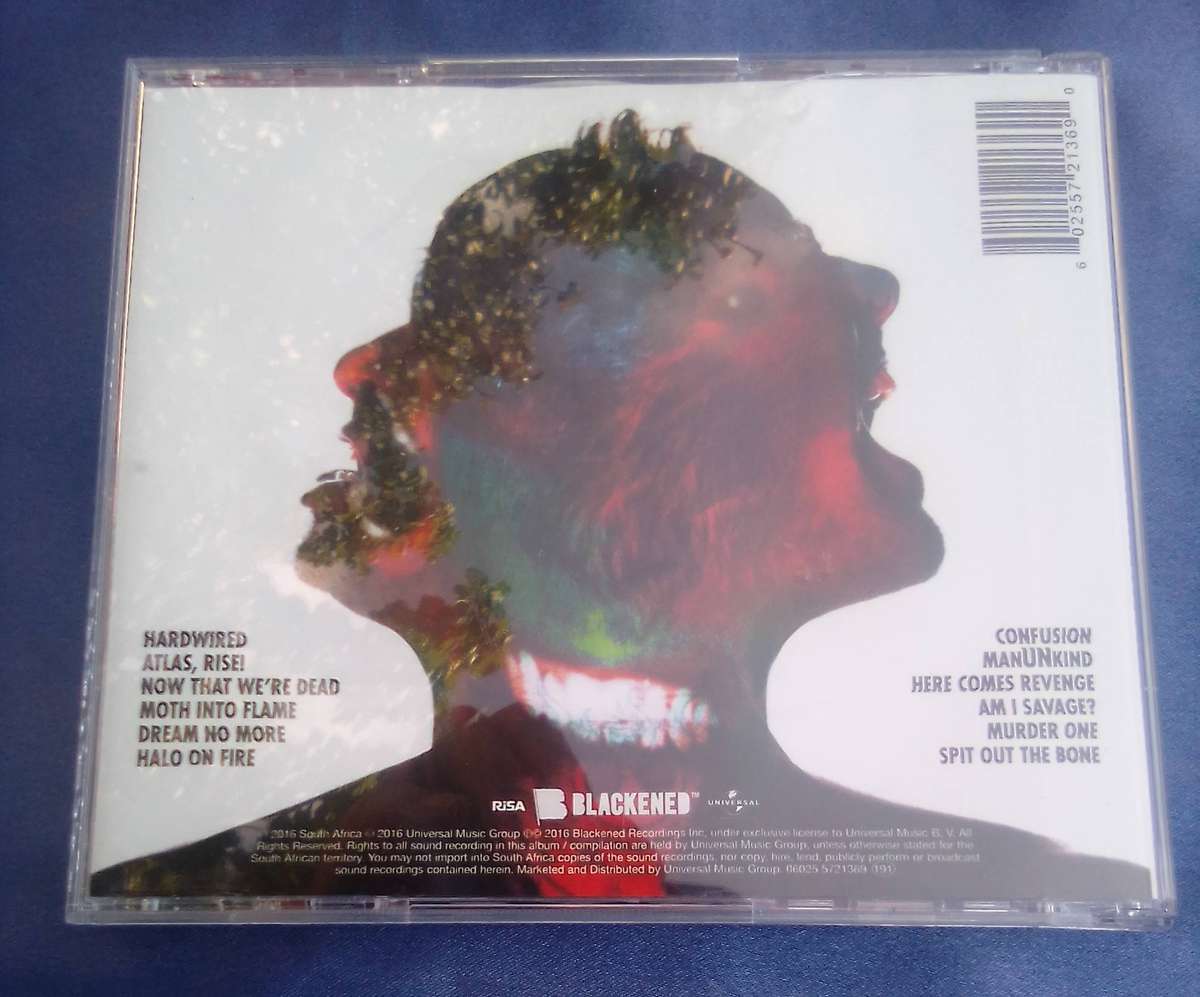 6 02557 21369 0
HARDWIRED
ATLAS, RISE!
NOW THAT WE'RE DEAD
MOTH INTO FLAME
DREAM NO MORE
HALO ON FIRE
CONFUSION
MANUNKIND
HERE COMES REVENGE
AM I SAVAGE?
MURDER ONE
SPIT OUT THE BONE
RiSA B BLACKENED™ UNIVERSAL
2016 South Africa © 2016 Universal Music Group ℗© 2016 Blackened Recordings Inc, under exclusive license to Universal Music B. V. All
Rights Reserved. Rights to all sound recording in this album / compilation are held by Universal Music Group, unless otherwise stated for the
South African territory. You may not import into South Africa copies of the sound recordings, nor copy, hire, lend, publicly perform or broadcast
sound recordings contained herein. Marketed and Distributed by Universal Music Group. 06025 5721369 (191)